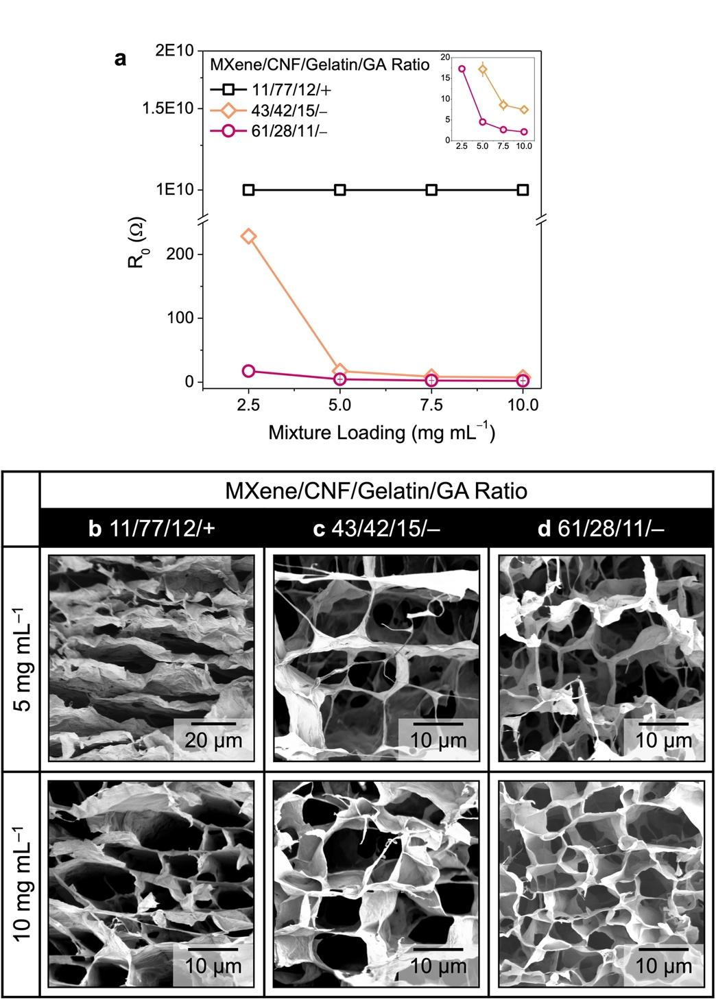 a
2E10
1.5E10
1E10
200
100
0
R₀ (Ω)
MXene/CNF/Gelatin/GA Ratio
11/77/12/+
43/42/15/–
61/28/11/–
20
15
10
5
0
2.5 5.0 7.5 10.0
2.5 5.0 7.5 10.0
Mixture Loading (mg mL⁻¹)
MXene/CNF/Gelatin/GA Ratio
b 11/77/12/+ c 43/42/15/– d 61/28/11/–
5 mg mL⁻¹
20 μm 10 μm 10 μm
10 mg mL⁻¹
10 μm 10 μm 10 μm